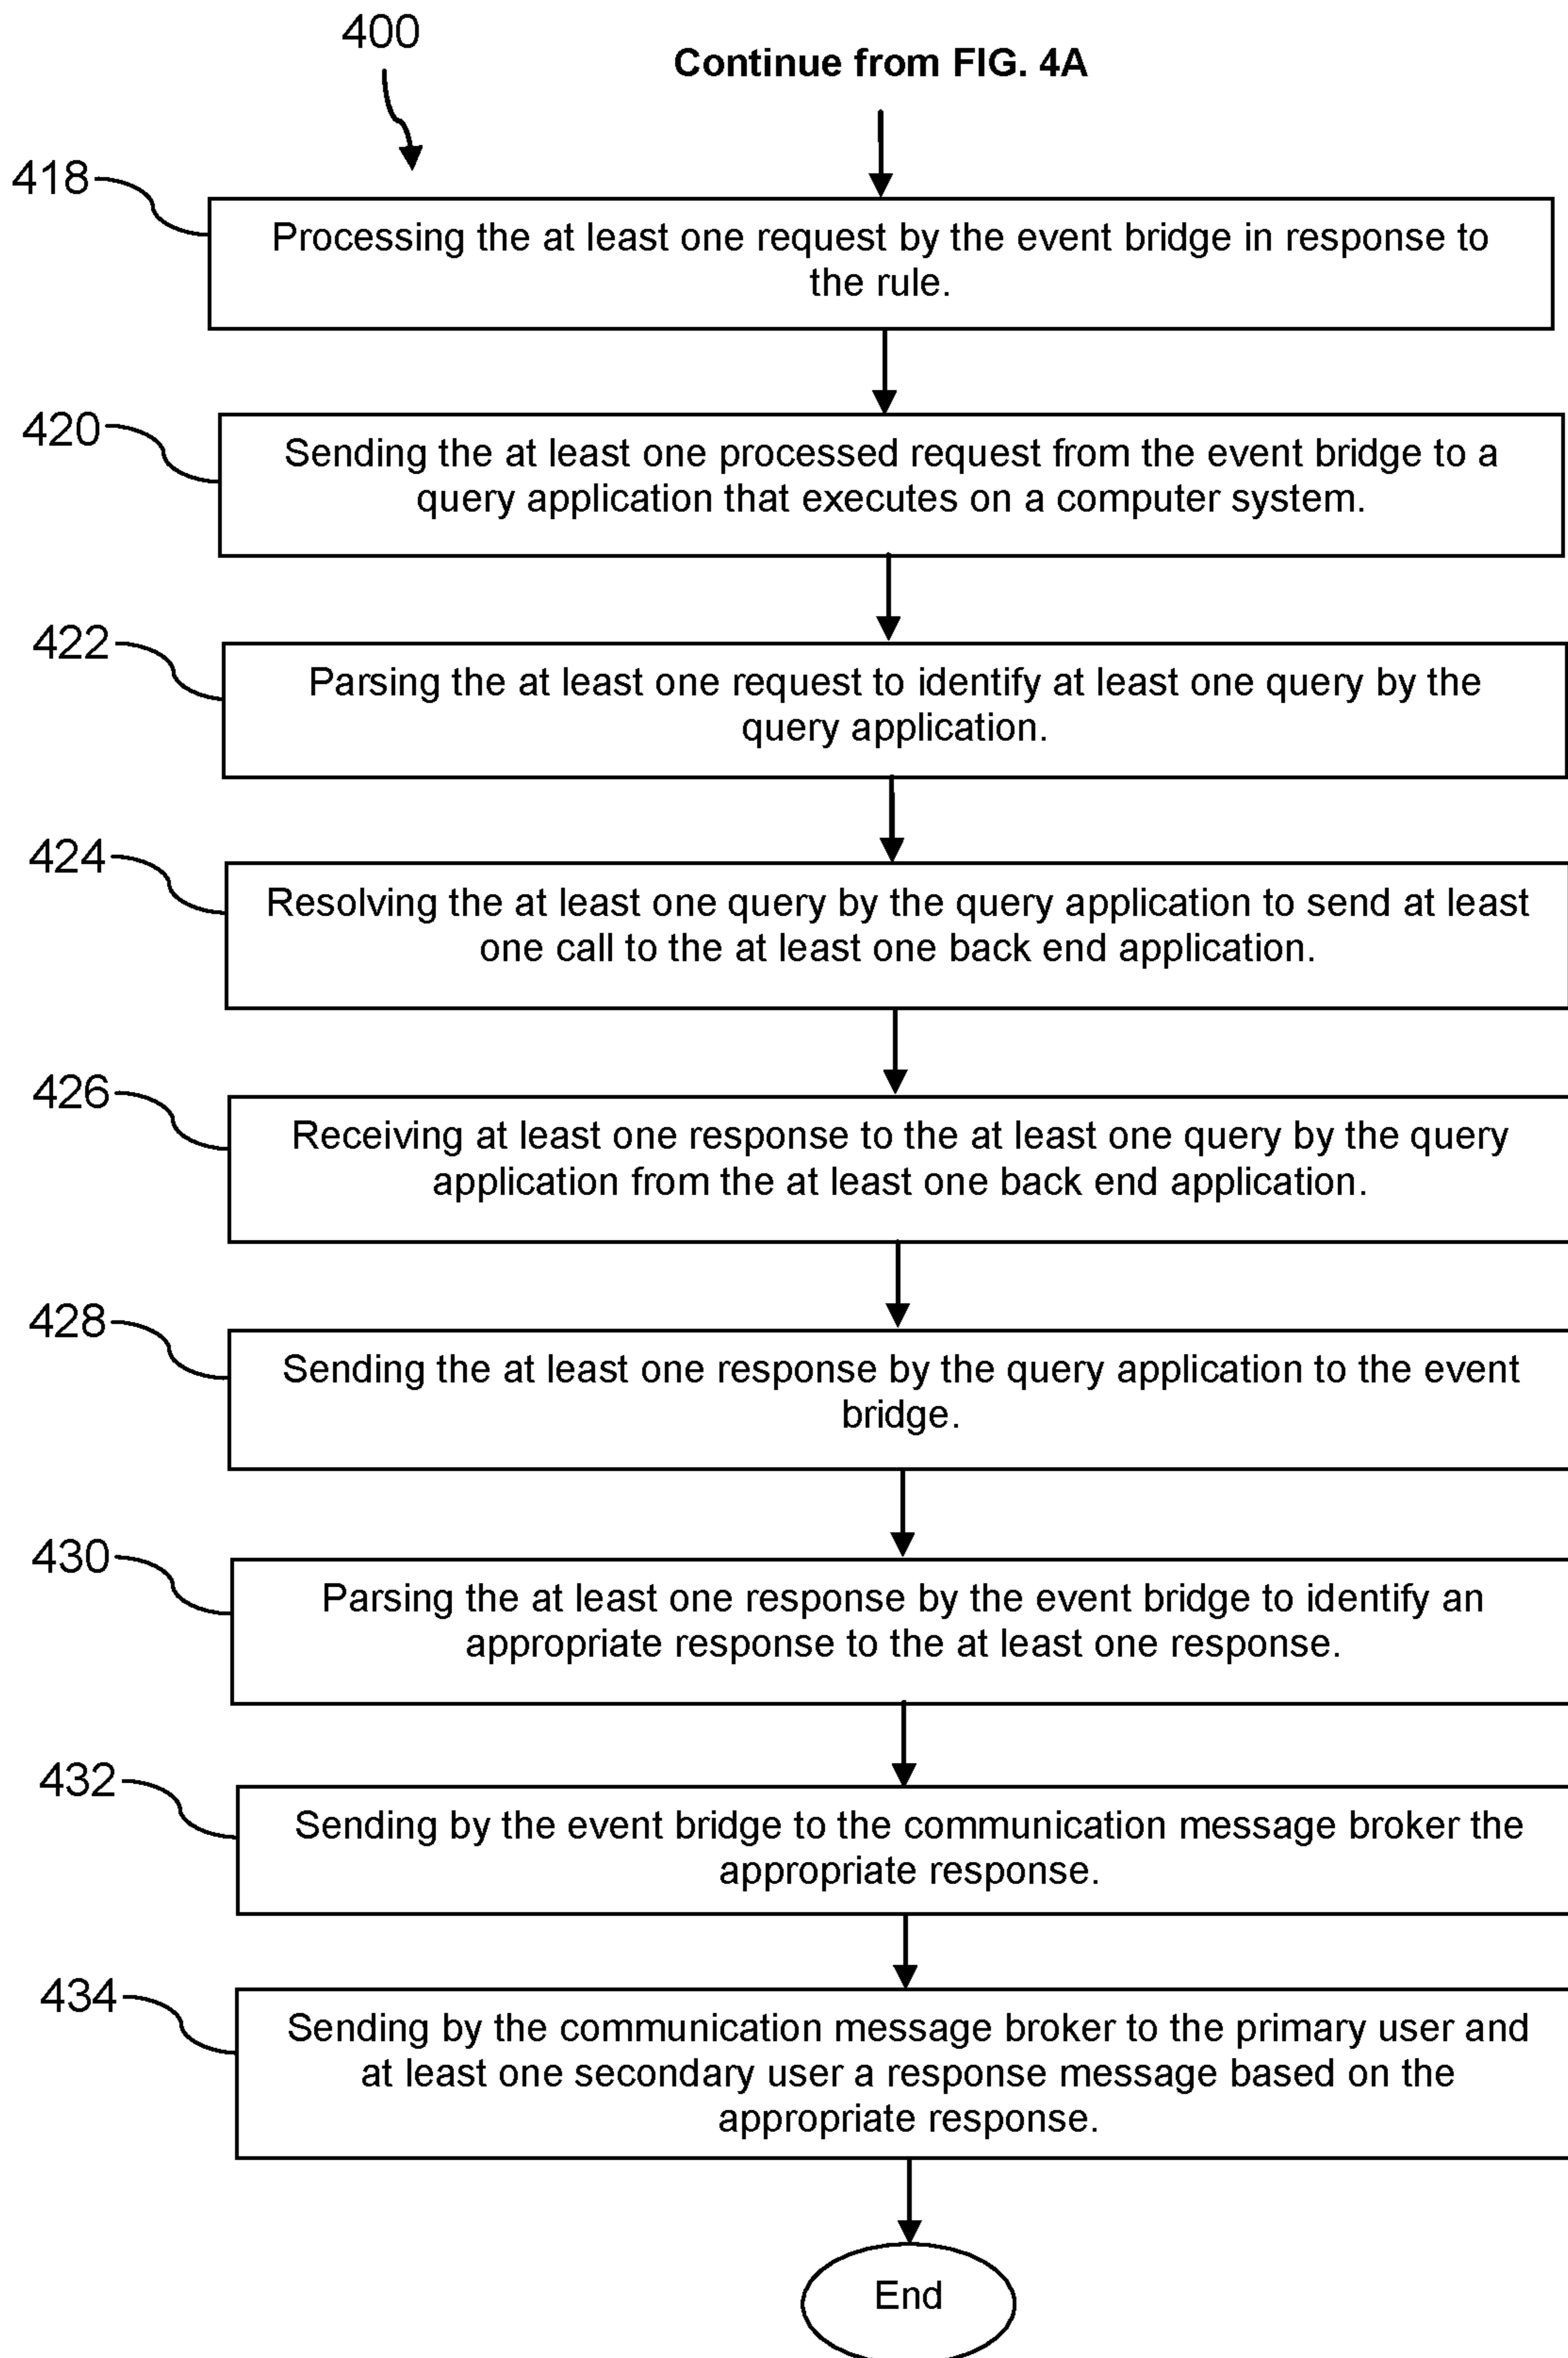 400
Continue from FIG. 4A
418
Processing the at least one request by the event bridge in response to
the rule.
420
Sending the at least one processed request from the event bridge to a
query application that executes on a computer system.
422
Parsing the at least one request to identify at least one query by the
query application.
424
Resolving the at least one query by the query application to send at least
one call to the at least one back end application.
426
Receiving at least one response to the at least one query by the query
application from the at least one back end application.
428
Sending the at least one response by the query application to the event
bridge.
430
Parsing the at least one response by the event bridge to identify an
appropriate response to the at least one response.
432
Sending by the event bridge to the communication message broker the
appropriate response.
434
Sending by the communication message broker to the primary user and
at least one secondary user a response message based on the
appropriate response.
End